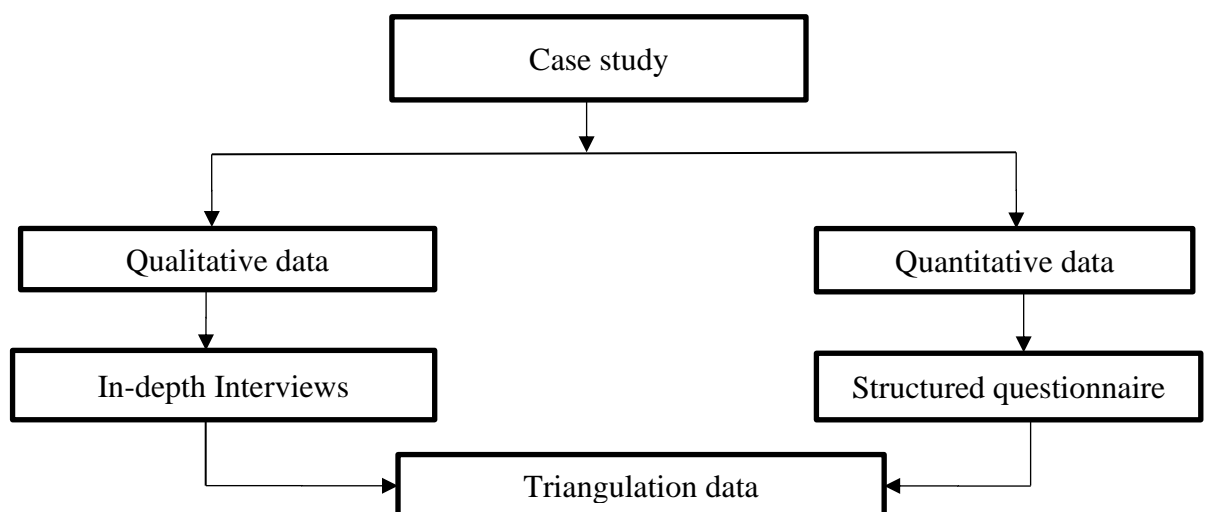 Case study
Qualitative data
Quantitative data
In-depth Interviews
Structured questionnaire
Triangulation data